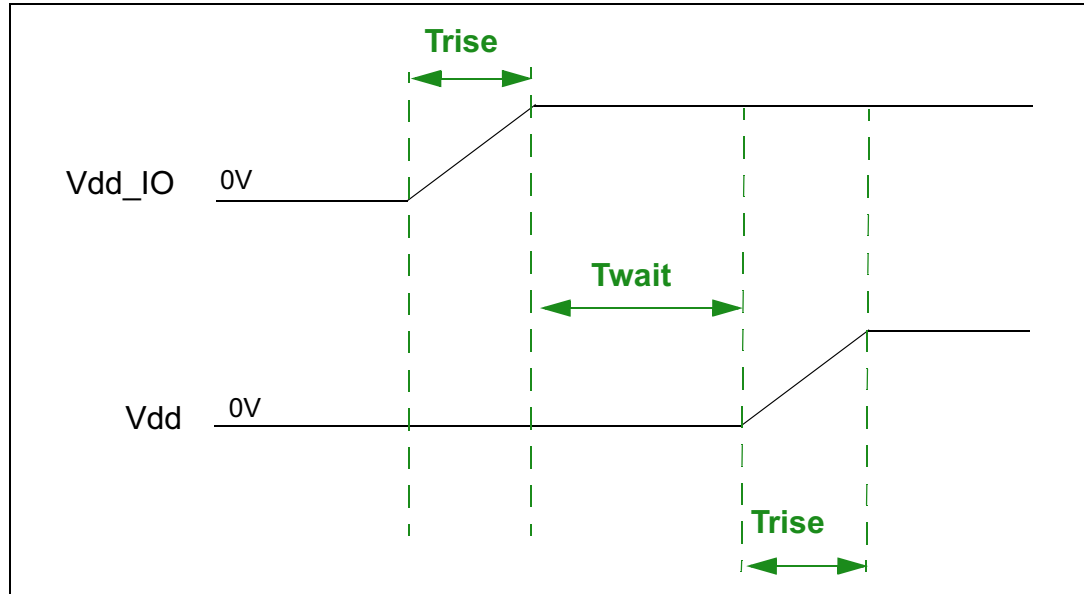 Trise
Vdd_IO
0V
Twait
Vdd
0V
Trise